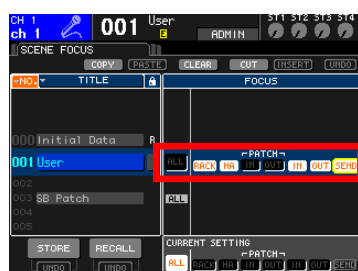 CH 1 User ST1 ST2 ST3 ST4
ch 1 001 E ADMIN
SCENE FOCUS
COPY (PASTE) CLEAR CUT (INSERT) (UNDO)
NO. TITLE FOCUS
000 Initial Data R
PATCH
001 User ALL RACK HA IN OUT IN OUT SEND
002
003 SB Patch ALL
004
005
STORE RECALL CURRENT SETTING
PATCH
UNDO UNDO ALL RACK HA IN OUT IN OUT SEND